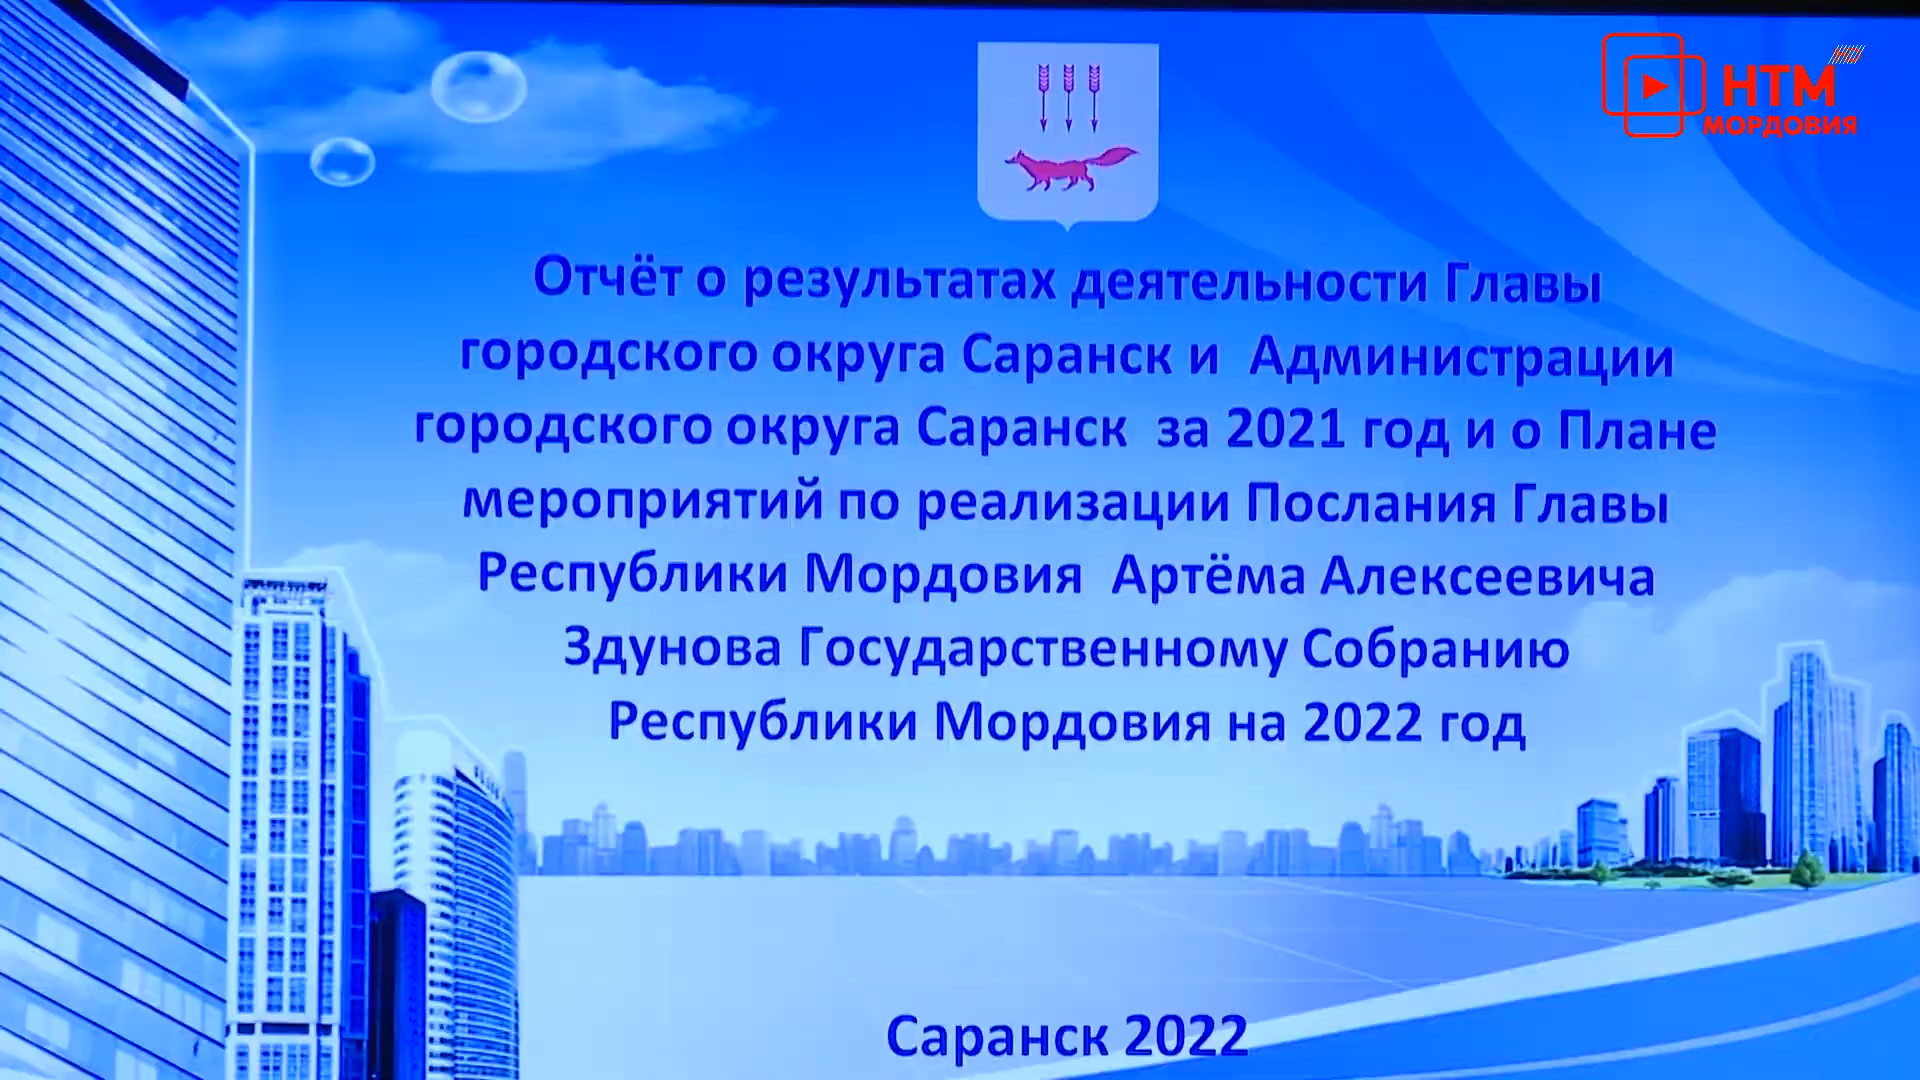 НТМ
HD
МОРДОВИЯ
Отчёт о результатах деятельности Главы
городского округа Саранск и Администрации
городского округа Саранск за 2021 год и о Плане
мероприятий по реализации Послания Главы
Республики Мордовия Артёма Алексеевича
Здунова Государственному Собранию
Республики Мордовия на 2022 год
Саранск 2022